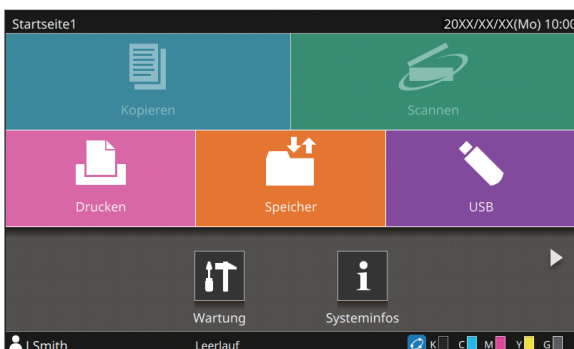 Startseite1 20XX/XX/XX(Mo) 10:00
Kopieren Scannen
Drucken Speicher USB
Wartung Systeminfos
J.Smith Leerlauf K C M Y G